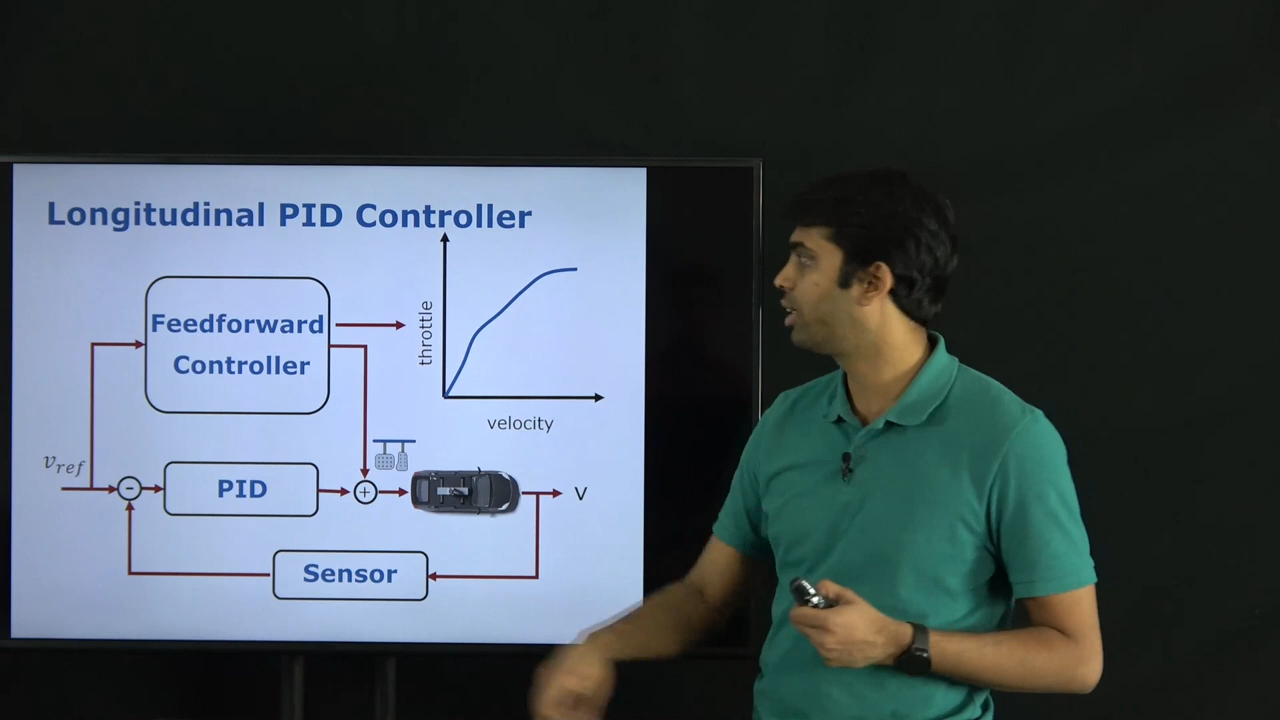 Longitudinal PID Controller
Feedforward
Controller
throttle
velocity
v_ref
-
PID
+
v
Sensor